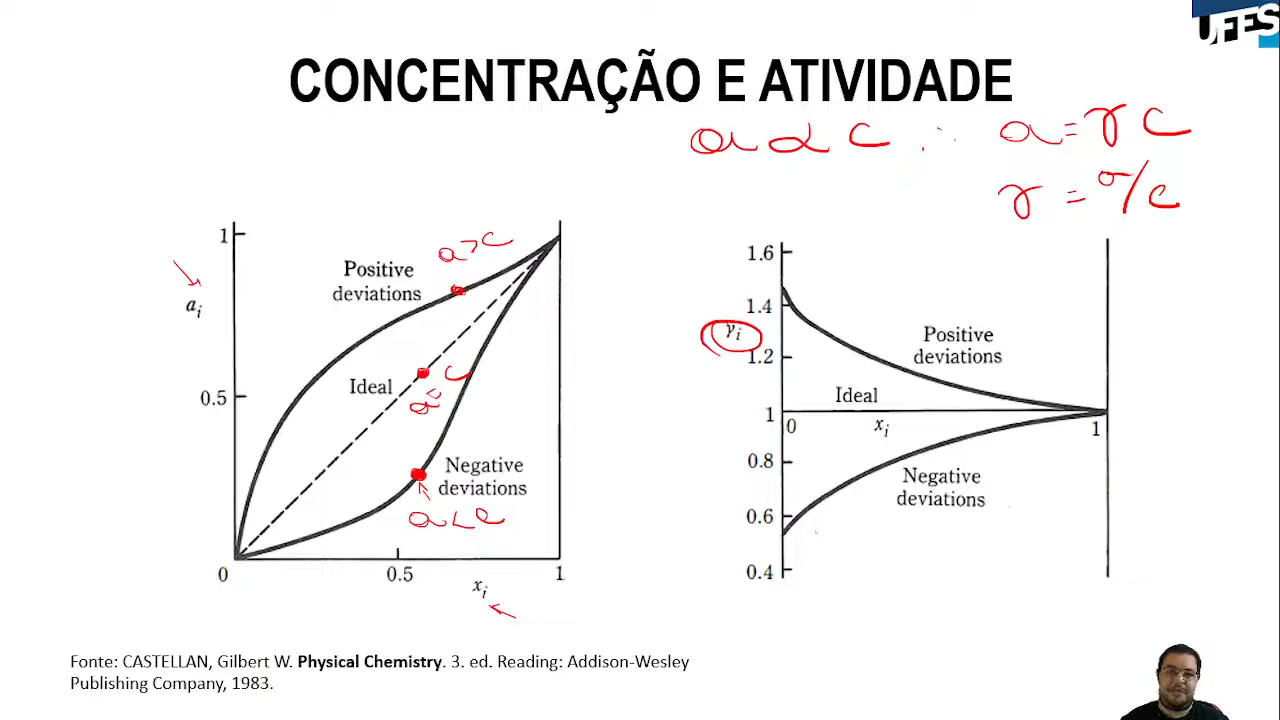 UFES
CONCENTRAÇÃO E ATIVIDADE
a α c ∴ a = γ c
γ = a/c
1
a > c
Positive
deviations
a_i
Ideal
a = c
0.5
Negative
deviations
a < c
0
0.5
1
x_i
1.6
1.4
γ_i
1.2
Positive
deviations
Ideal
1
0
x_i
1
0.8
Negative
deviations
0.6
0.4
Fonte: CASTELLAN, Gilbert W. Physical Chemistry. 3. ed. Reading: Addison-Wesley
Publishing Company, 1983.